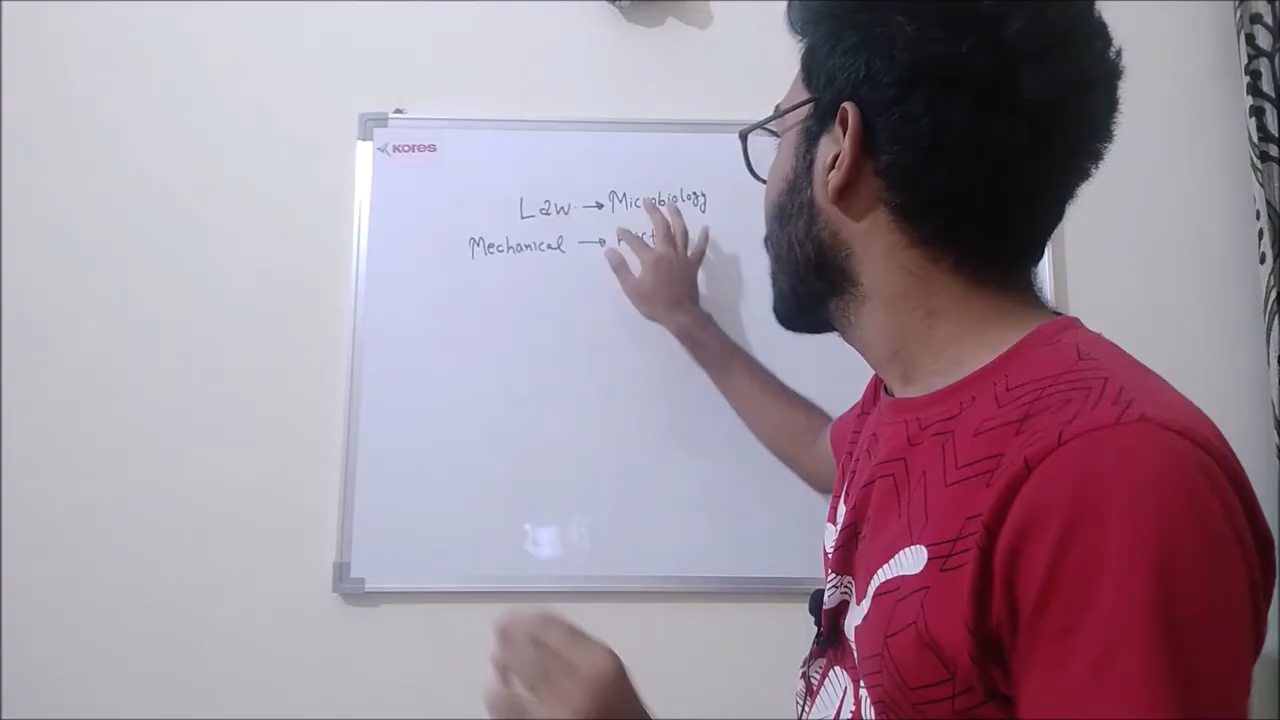 KORES
Law → Microbiology
Mechanical →